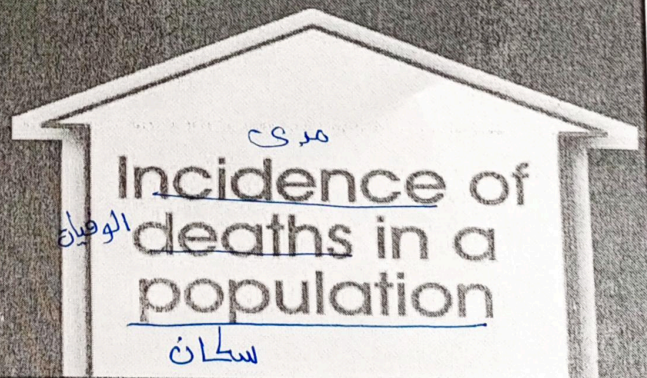 مدى
Incidence of
الوفيات deaths in a
population
سكان